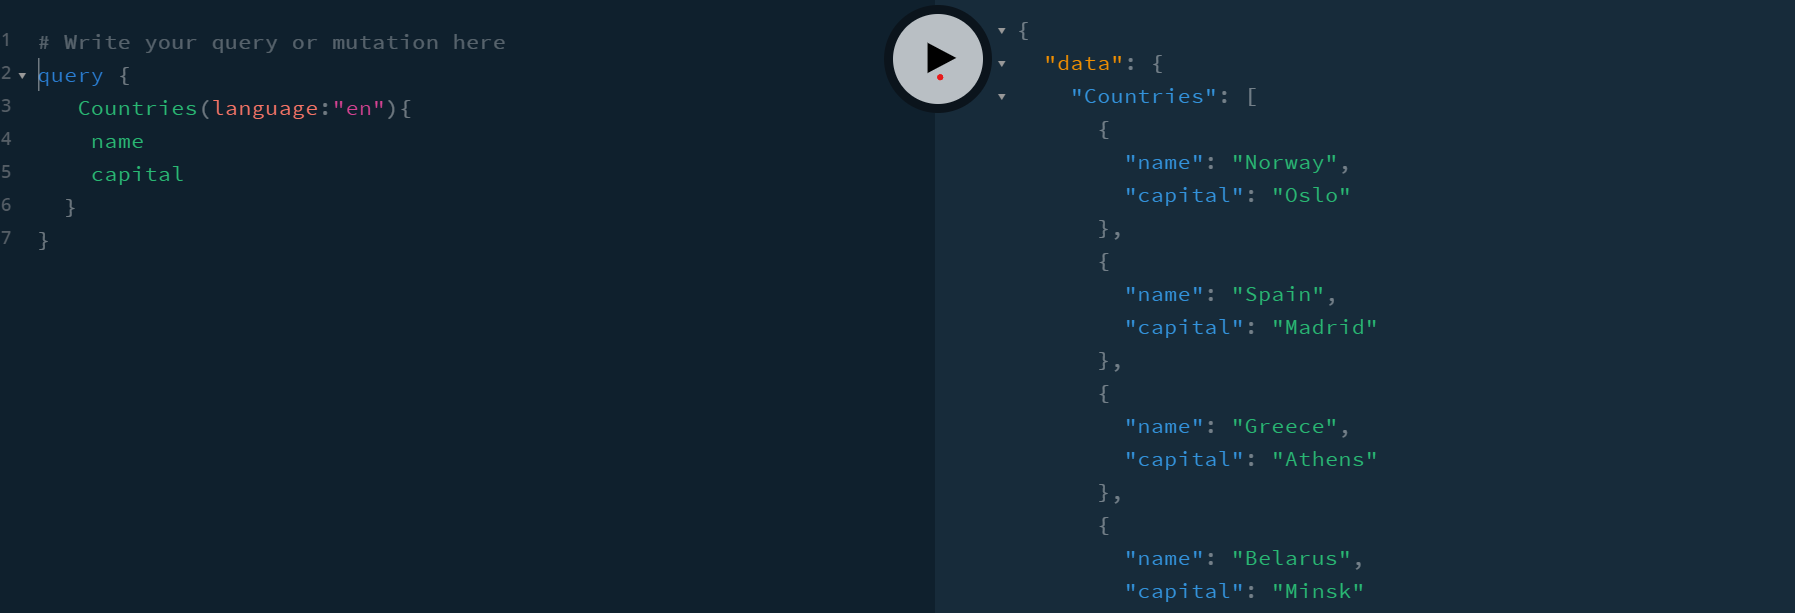 1 # Write your query or mutation here
2 query {
3 Countries(language:"en"){
4 name
5 capital
6 }
7 }
{
"data": {
"Countries": [
{
"name": "Norway",
"capital": "Oslo"
},
{
"name": "Spain",
"capital": "Madrid"
},
{
"name": "Greece",
"capital": "Athens"
},
{
"name": "Belarus",
"capital": "Minsk"